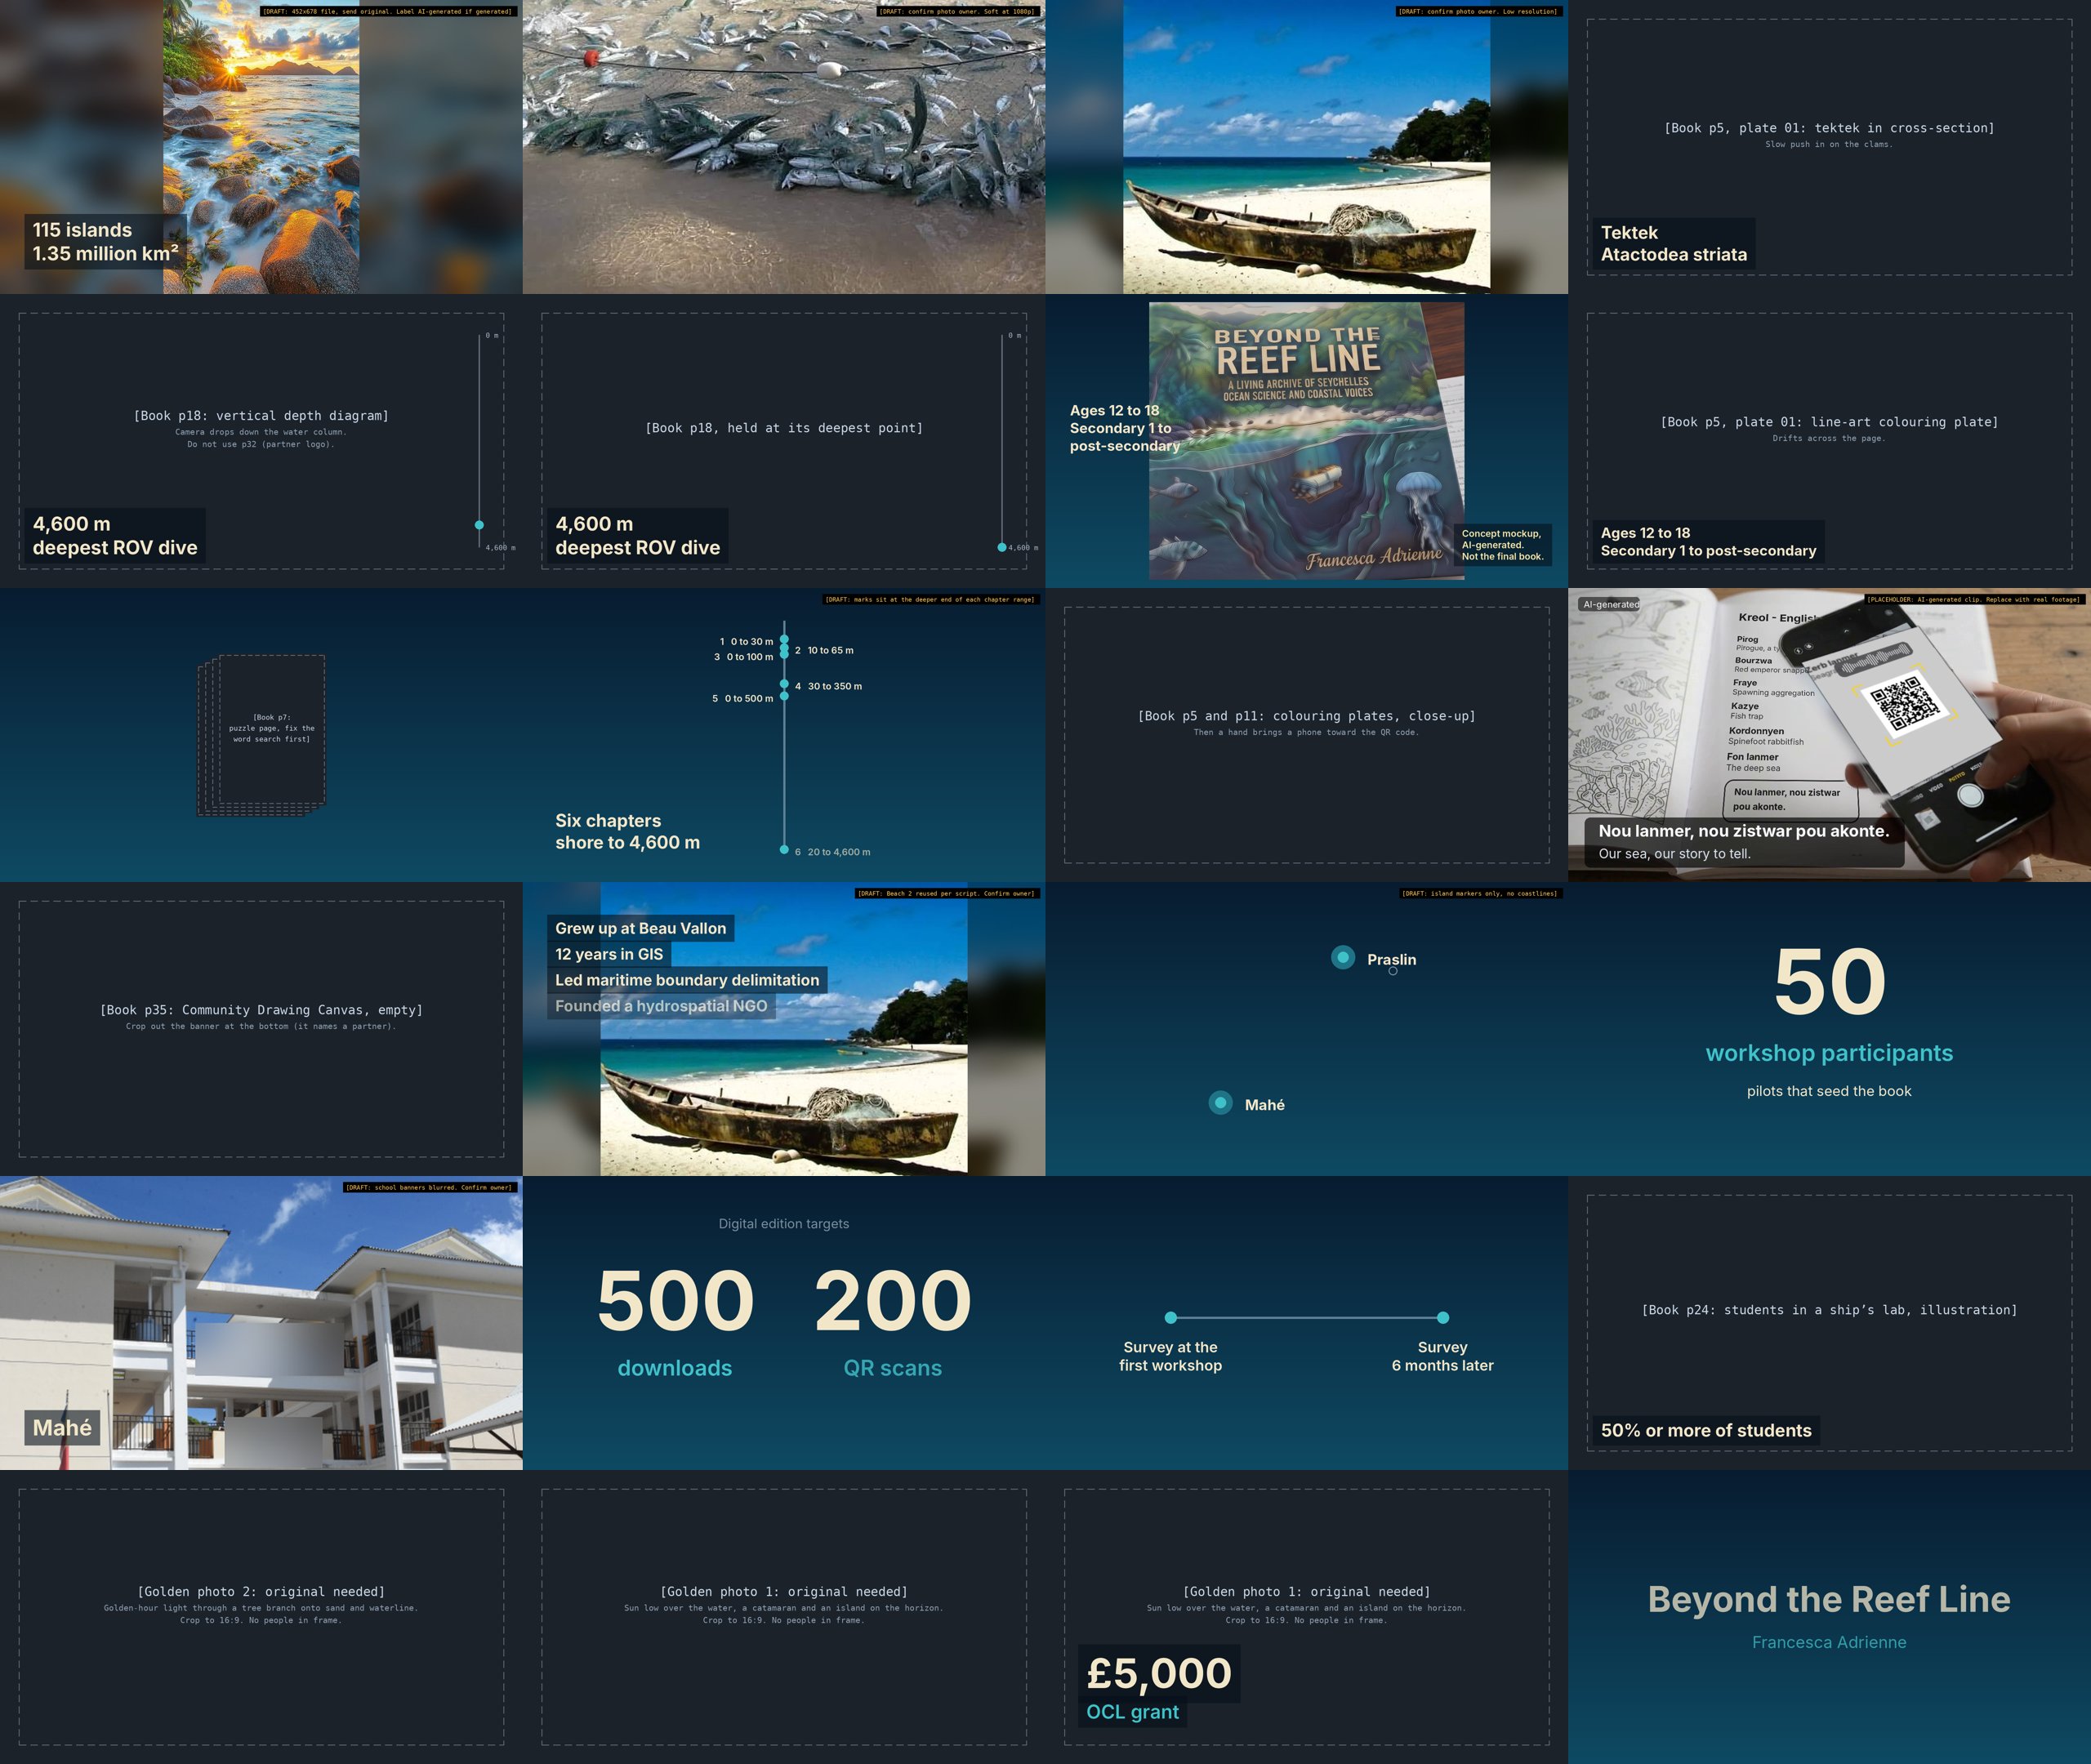 [DRAFT: 452x678 file, send original. Label AI-generated if generated]
115 islands
1.35 million km²
[DRAFT: confirm photo owner. Soft at 1080p]
[DRAFT: confirm photo owner. Low resolution]
[Book p5, plate 01: tektek in cross-section]
Slow push in on the clams.
Tektek
Atactodea striata
0 m
[Book p18: vertical depth diagram]
Camera drops down the water column.
Do not use p32 (partner logo).
4,600 m
deepest ROV dive
4,600 m
0 m
[Book p18, held at its deepest point]
4,600 m
deepest ROV dive
4,600 m
BEYOND THE
REEF LINE
A LIVING ARCHIVE OF SEYCHELLES
OCEAN SCIENCE AND COASTAL VOICES
Ages 12 to 18
Secondary 1 to
post-secondary
Francesca Adrienne
Concept mockup,
AI-generated.
Not the final book.
[Book p5, plate 01: line-art colouring plate]
Drifts across the page.
Ages 12 to 18
Secondary 1 to post-secondary
[Book p7:
puzzle page, fix the
word search first]
[DRAFT: marks sit at the deeper end of each chapter range]
1 0 to 30 m
2 10 to 65 m
3 0 to 100 m
4 30 to 350 m
5 0 to 500 m
6 20 to 4,600 m
Six chapters
shore to 4,600 m
[Book p5 and p11: colouring plates, close-up]
Then a hand brings a phone toward the QR code.
AI-generated
[PLACEHOLDER: AI-generated clip. Replace with real footage]
Kreol - English
Pirog
Pirogue, a ty
Bourzwa
Red emperor snapp
Fraye
Spawning aggregation
Kazye
Fish trap
Kordonnyen
Spinefoot rabbitfish
Fon lanmer
The deep sea
Nou lanmer, nou zistwar
pou akonte.
Nou lanmer, nou zistwar pou akonte.
Our sea, our story to tell.
[Book p35: Community Drawing Canvas, empty]
Crop out the banner at the bottom (it names a partner).
[DRAFT: Beach 2 reused per script. Confirm owner]
Grew up at Beau Vallon
12 years in GIS
Led maritime boundary delimitation
Founded a hydrospatial NGO
[DRAFT: island markers only, no coastlines]
Praslin
Mahé
50
workshop participants
pilots that seed the book
[DRAFT: school banners blurred. Confirm owner]
Mahé
Digital edition targets
500
downloads
200
QR scans
Survey at the
first workshop
Survey
6 months later
[Book p24: students in a ship's lab, illustration]
50% or more of students
[Golden photo 2: original needed]
Golden-hour light through a tree branch onto sand and waterline.
Crop to 16:9. No people in frame.
[Golden photo 1: original needed]
Sun low over the water, a catamaran and an island on the horizon.
Crop to 16:9. No people in frame.
[Golden photo 1: original needed]
Sun low over the water, a catamaran and an island on the horizon.
Crop to 16:9. No people in frame.
£5,000
OCL grant
Beyond the Reef Line
Francesca Adrienne